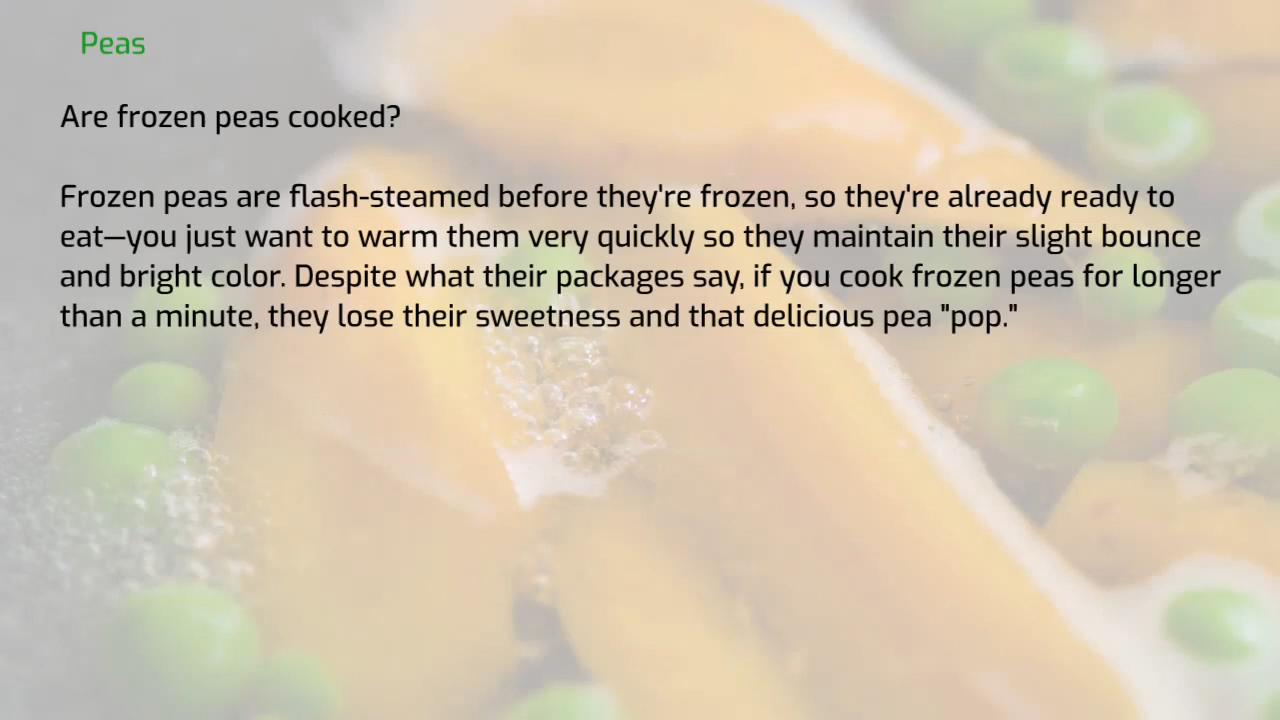 Peas
Are frozen peas cooked?
Frozen peas are flash-steamed before they're frozen, so they're already ready to
eat—you just want to warm them very quickly so they maintain their slight bounce
and bright color. Despite what their packages say, if you cook frozen peas for longer
than a minute, they lose their sweetness and that delicious pea "pop."